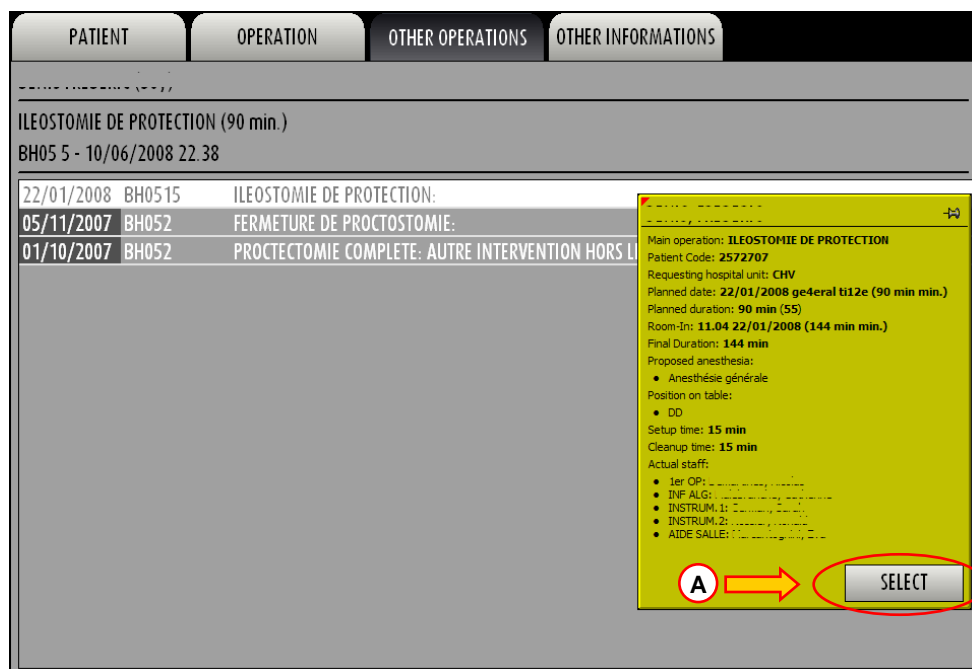 PATIENT OPERATION OTHER OPERATIONS OTHER INFORMATIONS
ILEOSTOMIE DE PROTECTION (90 min.)
BH05 5 - 10/06/2008 22.38
22/01/2008 BH0515 ILEOSTOMIE DE PROTECTION:
05/11/2007 BH052 FERMETURE DE PROCTOSTOMIE:
01/10/2007 BH052 PROCTECTOMIE COMPLETE: AUTRE INTERVENTION HORS
Main operation: ILEOSTOMIE DE PROTECTION
Patient Code: 2572707
Requesting hospital unit: CHV
Planned date: 22/01/2008 ge4eral ti12e (90 min min.)
Planned duration: 90 min (55)
Room-In: 11.04 22/01/2008 (144 min min.)
Final Duration: 144 min
Proposed anesthesia:
• Anesthésie générale
Position on table:
• DD
Setup time: 15 min
Cleanup time: 15 min
Actual staff:
• 1er OP:
• INF ALG:
• INSTRUM.1:
• INSTRUM.2:
• AIDE SALLE:
A SELECT